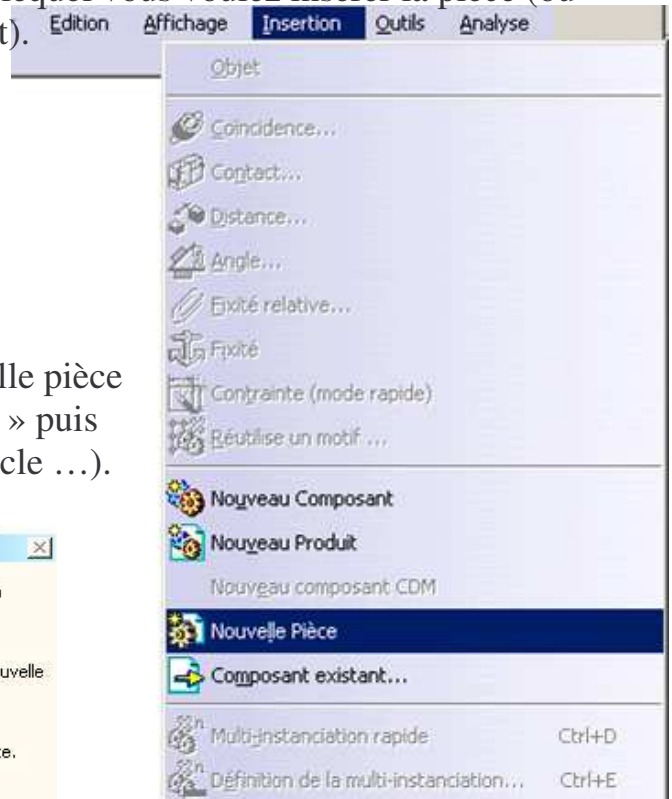 lequel vous voulez insérer la pièce (ou
t).
Edition Affichage Insertion Outils Analyse
Objet
Coïncidence...
Contact...
Distance...
Angle...
Fixité relative...
Fixité
lle pièce
» puis
cle …).
Contrainte (mode rapide)
Réutilise un motif ...
Nouveau Composant
Nouveau Produit
Nouveau composant CDM
Nouvelle Pièce
uvelle
Composant existant...
te.
Multi-instanciation rapide Ctrl+D
Définition de la multi-instanciation... Ctrl+E